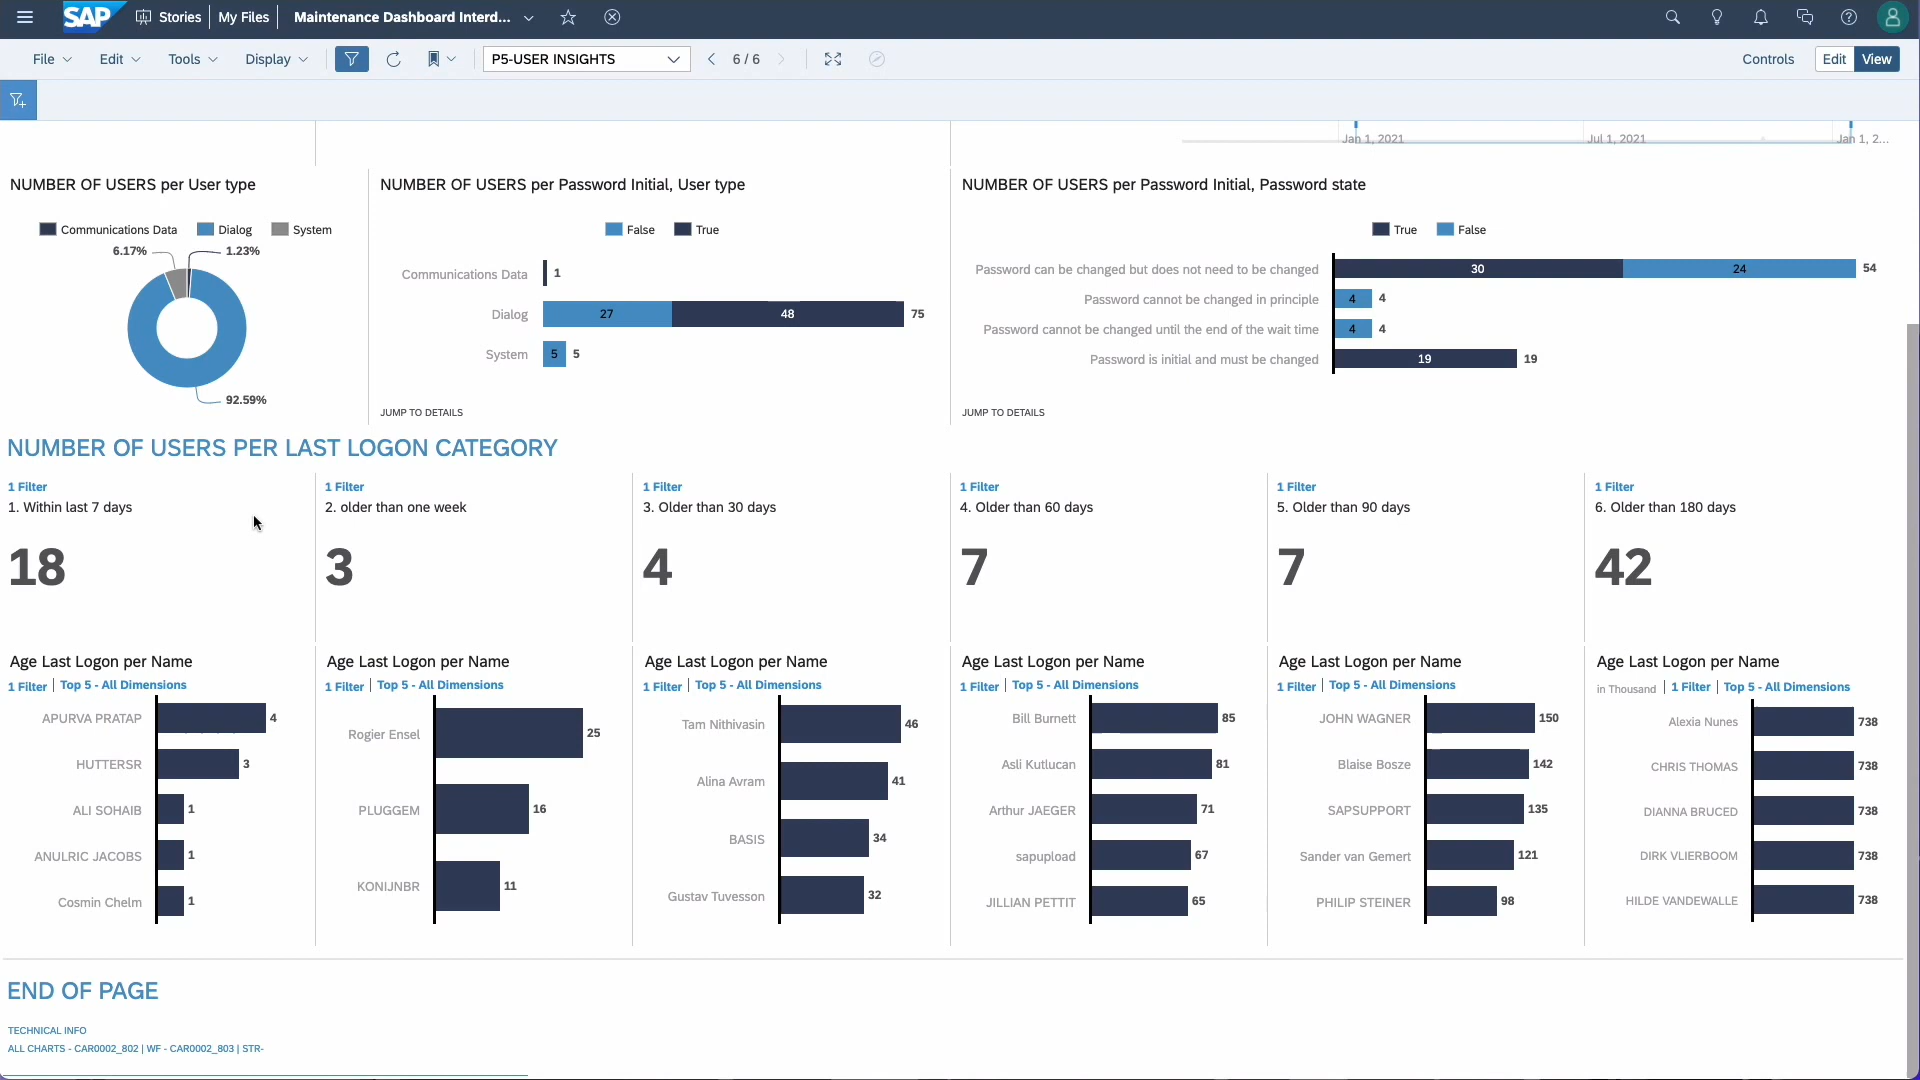 SAP Stories My Files Maintenance Dashboard Interd...
File Edit Tools Display P5-USER INSIGHTS 6 / 6 Controls Edit View
Jan 1, 2021 Jul 1, 2021 Jan 1, 2...
NUMBER OF USERS per User type
Communications Data Dialog System
6.17% 1.23%
92.59%
NUMBER OF USERS per Password Initial, User type
False True
Communications Data 1
Dialog 27 48 75
System 5 5
JUMP TO DETAILS
NUMBER OF USERS per Password Initial, Password state
True False
Password can be changed but does not need to be changed 30 24 54
Password cannot be changed in principle 4 4
Password cannot be changed until the end of the wait time 4 4
Password is initial and must be changed 19 19
JUMP TO DETAILS
NUMBER OF USERS PER LAST LOGON CATEGORY
1 Filter
1. Within last 7 days
18
1 Filter
2. older than one week
3
1 Filter
3. Older than 30 days
4
1 Filter
4. Older than 60 days
7
1 Filter
5. Older than 90 days
7
1 Filter
6. Older than 180 days
42
Age Last Logon per Name
1 Filter | Top 5 - All Dimensions
APURVA PRATAP 4
HUTTERSR 3
ALI SOHAIB 1
ANULRIC JACOBS 1
Cosmin Chelm 1
Age Last Logon per Name
1 Filter | Top 5 - All Dimensions
Rogier Ensel 25
PLUGGEM 16
KONIJNBR 11
Age Last Logon per Name
1 Filter | Top 5 - All Dimensions
Tam Nithivasin 46
Alina Avram 41
BASIS 34
Gustav Tuvesson 32
Age Last Logon per Name
1 Filter | Top 5 - All Dimensions
Bill Burnett 85
Asli Kutlucan 81
Arthur JAEGER 71
sapupload 67
JILLIAN PETTIT 65
Age Last Logon per Name
1 Filter | Top 5 - All Dimensions
JOHN WAGNER 150
Blaise Bosze 142
SAPSUPPORT 135
Sander van Gemert 121
PHILIP STEINER 98
Age Last Logon per Name
in Thousand | 1 Filter | Top 5 - All Dimensions
Alexia Nunes 738
CHRIS THOMAS 738
DIANNA BRUCED 738
DIRK VLIERBOOM 738
HILDE VANDEWALLE 738
END OF PAGE
TECHNICAL INFO
ALL CHARTS - CAR0002_802 | WF - CAR0002_803 | STR-